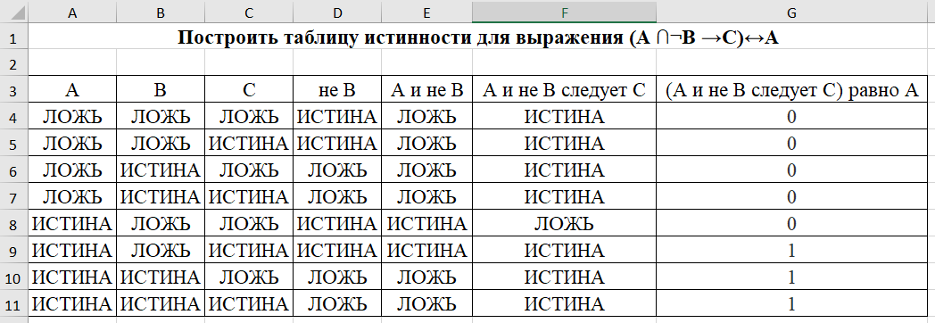 A B C D E F G
1 Построить таблицу истинности для выражения (A ∩¬B →C)↔A
2
3 A B C не B A и не B A и не B следует C (A и не B следует C) равно A
4 ЛОЖЬ ЛОЖЬ ЛОЖЬ ИСТИНА ЛОЖЬ ИСТИНА 0
5 ЛОЖЬ ЛОЖЬ ИСТИНА ИСТИНА ЛОЖЬ ИСТИНА 0
6 ЛОЖЬ ИСТИНА ЛОЖЬ ЛОЖЬ ЛОЖЬ ИСТИНА 0
7 ЛОЖЬ ИСТИНА ИСТИНА ЛОЖЬ ЛОЖЬ ИСТИНА 0
8 ИСТИНА ЛОЖЬ ЛОЖЬ ИСТИНА ИСТИНА ЛОЖЬ 0
9 ИСТИНА ЛОЖЬ ИСТИНА ИСТИНА ИСТИНА ИСТИНА 1
10 ИСТИНА ИСТИНА ЛОЖЬ ЛОЖЬ ЛОЖЬ ИСТИНА 1
11 ИСТИНА ИСТИНА ИСТИНА ЛОЖЬ ЛОЖЬ ИСТИНА 1